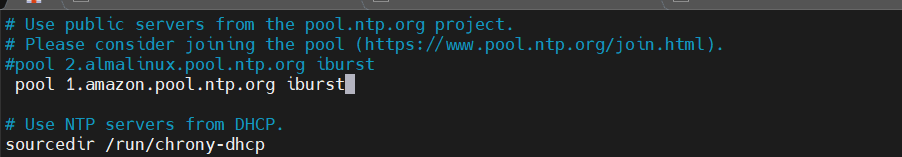 # Use public servers from the pool.ntp.org project.
# Please consider joining the pool (https://www.pool.ntp.org/join.html).
#pool 2.almalinux.pool.ntp.org iburst
 pool 1.amazon.pool.ntp.org iburst

# Use NTP servers from DHCP.
sourcedir /run/chrony-dhcp